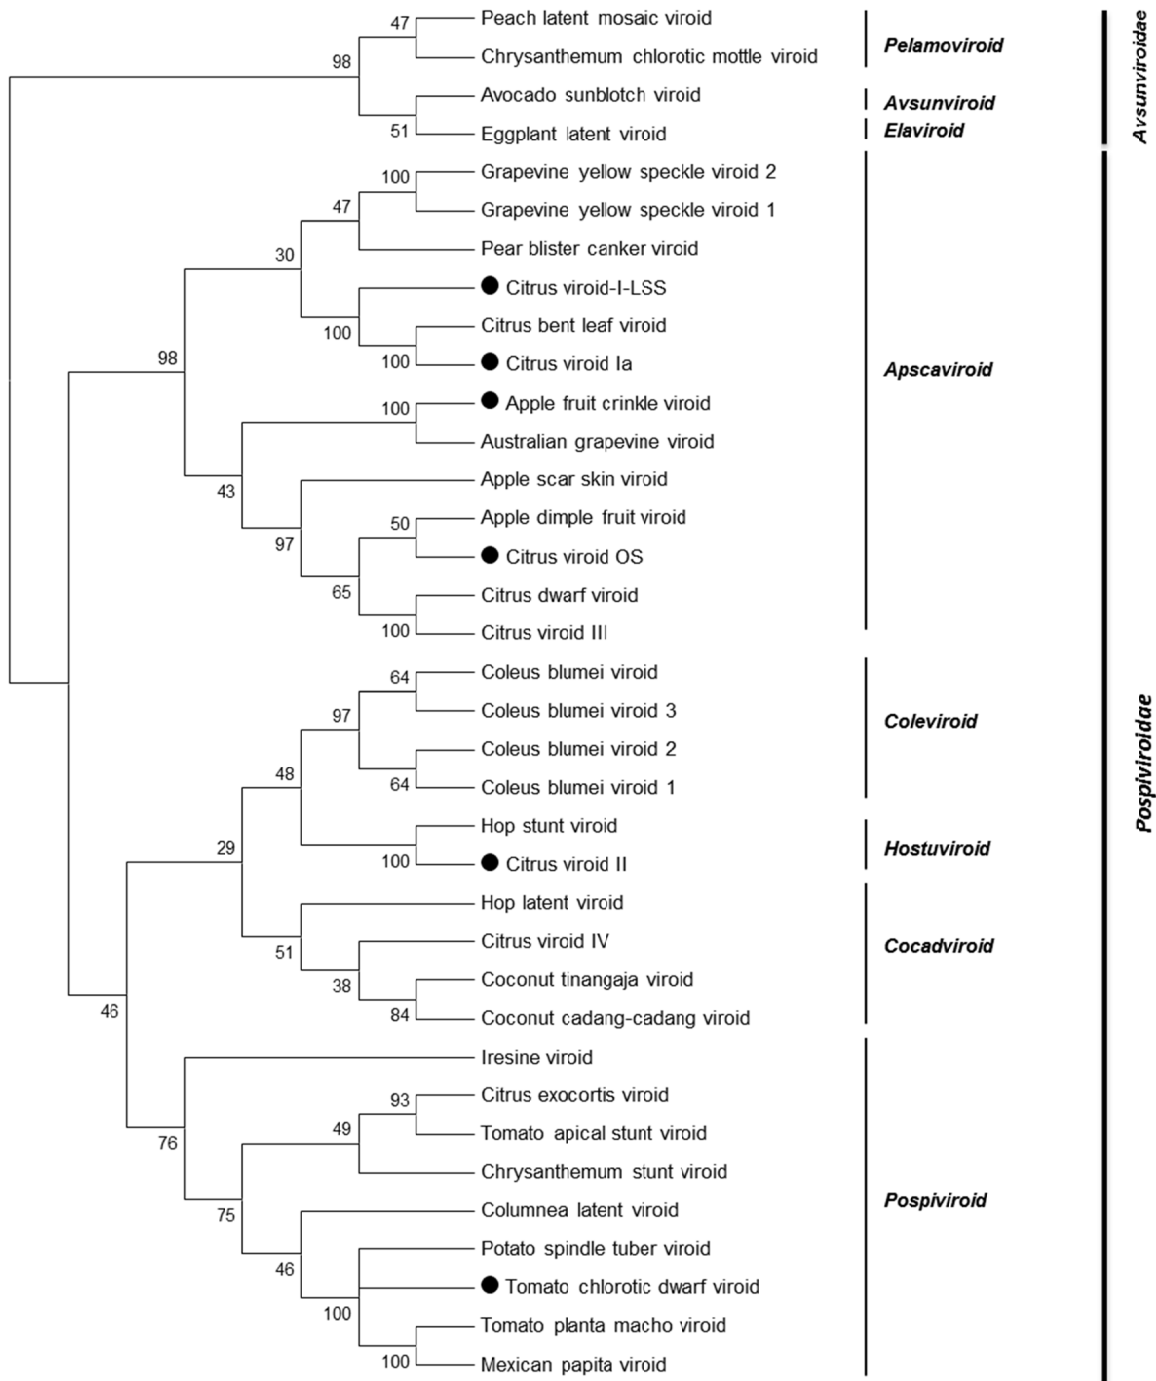 47
Peach latent mosaic viroid
98
Chrysanthemum chlorotic mottle viroid
Pelamoviroid
Avocado sunblotch viroid
Avsunviroid
51
Eggplant latent viroid
Elaviroid
Avsunviroidae
100
Grapevine yellow speckle viroid 2
47
Grapevine yellow speckle viroid 1
30
Pear blister canker viroid
Citrus viroid-I-LSS
100
Citrus bent leaf viroid
98
100
Citrus viroid Ia
Apscaviroid
100
Apple fruit crinkle viroid
Australian grapevine viroid
43
Apple scar skin viroid
50
Apple dimple fruit viroid
97
Citrus viroid OS
65
Citrus dwarf viroid
100
Citrus viroid III
64
Coleus blumei viroid
97
Coleus blumei viroid 3
Coleviroid
48
Coleus blumei viroid 2
64
Coleus blumei viroid 1
Pospiviroidae
29
Hop stunt viroid
100
Citrus viroid II
Hostuviroid
Hop latent viroid
51
Citrus viroid IV
Cocadviroid
38
Coconut tinangaja viroid
46
84
Coconut cadang-cadang viroid
Iresine viroid
93
Citrus exocortis viroid
76
49
Tomato apical stunt viroid
Chrysanthemum stunt viroid
75
Columnea latent viroid
Pospiviroid
46
Potato spindle tuber viroid
Tomato chlorotic dwarf viroid
100
Tomato planta macho viroid
100
Mexican papita viroid